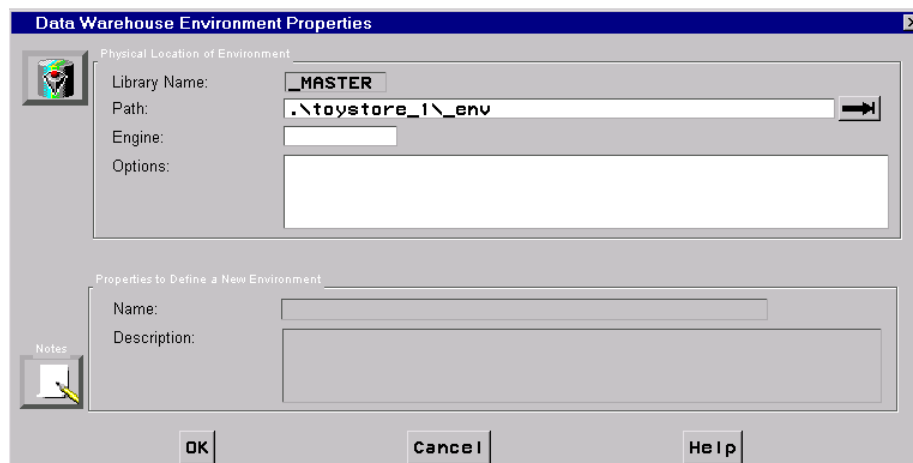 Data Warehouse Environment Properties
Physical Location of Environment
Library Name: _MASTER
Path: .\toystore_1\_env
Engine:
Options:
Properties to Define a New Environment
Name:
Description:
Notes
OK Cancel Help